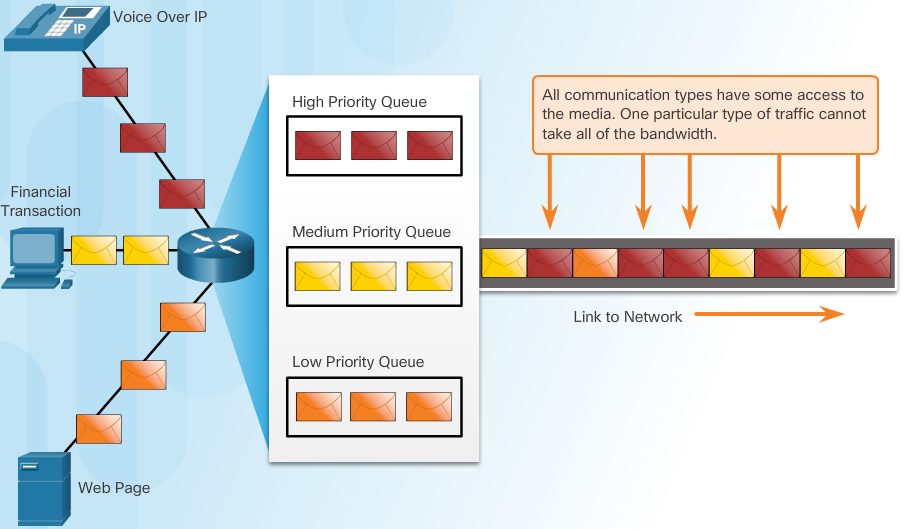 Voice Over IP
IP
High Priority Queue
All communication types have some access to
the media. One particular type of traffic cannot
take all of the bandwidth.
Financial
Transaction
Medium Priority Queue
Link to Network
Low Priority Queue
Web Page